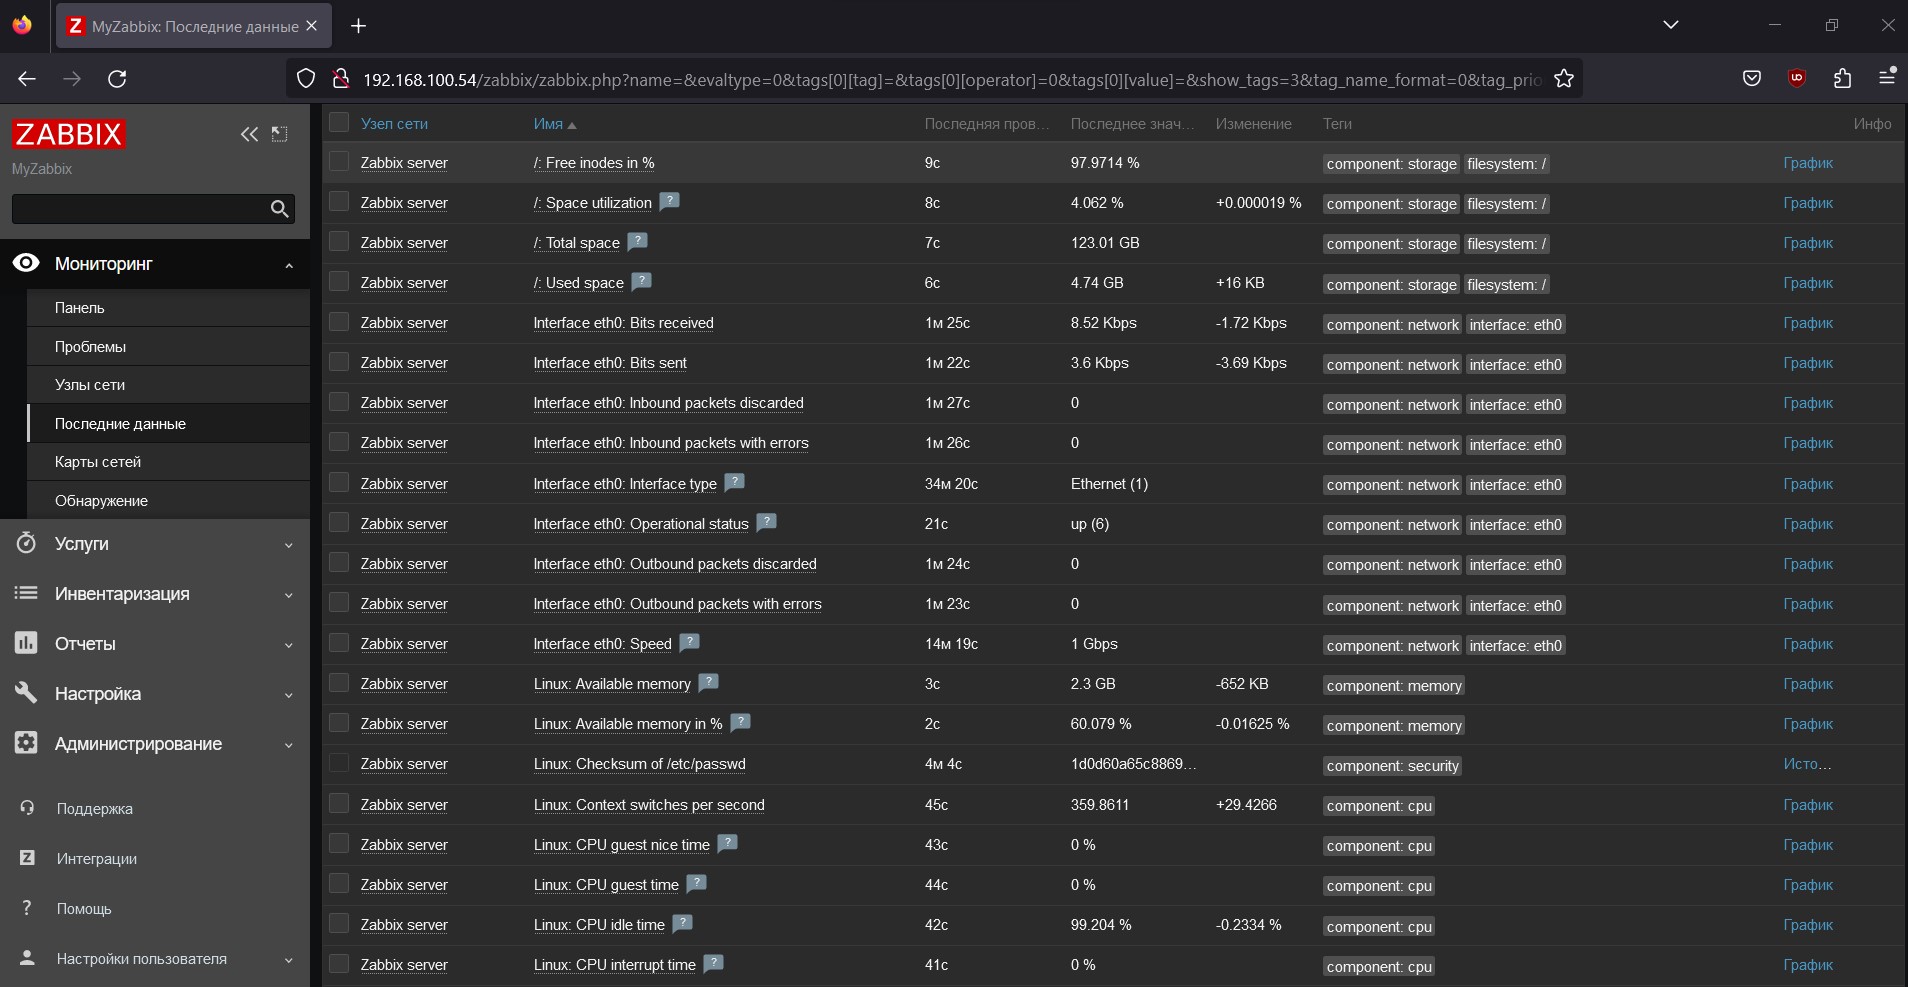 MyZabbix: Последние данные
192.168.100.54/zabbix/zabbix.php?name=&evaltype=0&tags[0][tag]=&tags[0][operator]=0&tags[0][value]=&show_tags=3&tag_name_format=0&tag_prio
ZABBIX
MyZabbix
Мониторинг
Панель
Проблемы
Узлы сети
Последние данные
Карты сетей
Обнаружение
Услуги
Инвентаризация
Отчеты
Настройка
Администрирование
Поддержка
Интеграции
Помощь
Настройки пользователя
Узел сети Имя Последняя пров… Последнее знач… Изменение Теги Инфо
Zabbix server /: Free inodes in % 9с 97.9714 % component: storage filesystem: / График
Zabbix server /: Space utilization ? 8с 4.062 % +0.000019 % component: storage filesystem: / График
Zabbix server /: Total space ? 7с 123.01 GB component: storage filesystem: / График
Zabbix server /: Used space ? 6с 4.74 GB +16 KB component: storage filesystem: / График
Zabbix server Interface eth0: Bits received 1м 25с 8.52 Kbps -1.72 Kbps component: network interface: eth0 График
Zabbix server Interface eth0: Bits sent 1м 22с 3.6 Kbps -3.69 Kbps component: network interface: eth0 График
Zabbix server Interface eth0: Inbound packets discarded 1м 27с 0 component: network interface: eth0 График
Zabbix server Interface eth0: Inbound packets with errors 1м 26с 0 component: network interface: eth0 График
Zabbix server Interface eth0: Interface type ? 34м 20с Ethernet (1) component: network interface: eth0 График
Zabbix server Interface eth0: Operational status ? 21с up (6) component: network interface: eth0 График
Zabbix server Interface eth0: Outbound packets discarded 1м 24с 0 component: network interface: eth0 График
Zabbix server Interface eth0: Outbound packets with errors 1м 23с 0 component: network interface: eth0 График
Zabbix server Interface eth0: Speed ? 14м 19с 1 Gbps component: network interface: eth0 График
Zabbix server Linux: Available memory ? 3с 2.3 GB -652 KB component: memory График
Zabbix server Linux: Available memory in % ? 2с 60.079 % -0.01625 % component: memory График
Zabbix server Linux: Checksum of /etc/passwd 4м 4с 1d0d60a65c8869… component: security Исто…
Zabbix server Linux: Context switches per second 45с 359.8611 +29.4266 component: cpu График
Zabbix server Linux: CPU guest nice time ? 43с 0 % component: cpu График
Zabbix server Linux: CPU guest time ? 44с 0 % component: cpu График
Zabbix server Linux: CPU idle time ? 42с 99.204 % -0.2334 % component: cpu График
Zabbix server Linux: CPU interrupt time ? 41с 0 % component: cpu График